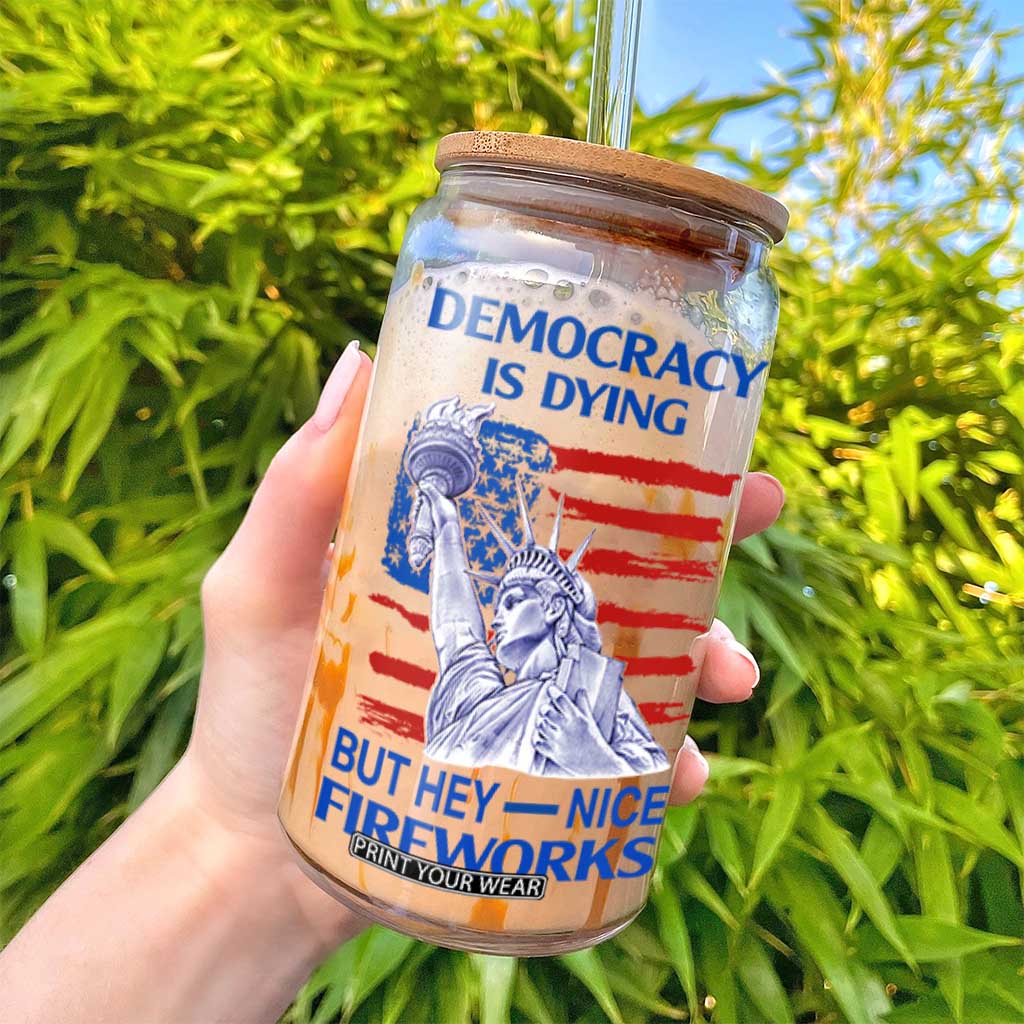 DEMOCRACY
IS DYING
BUT HEY — NICE
FIREWORKS
PRINT YOUR WEAR